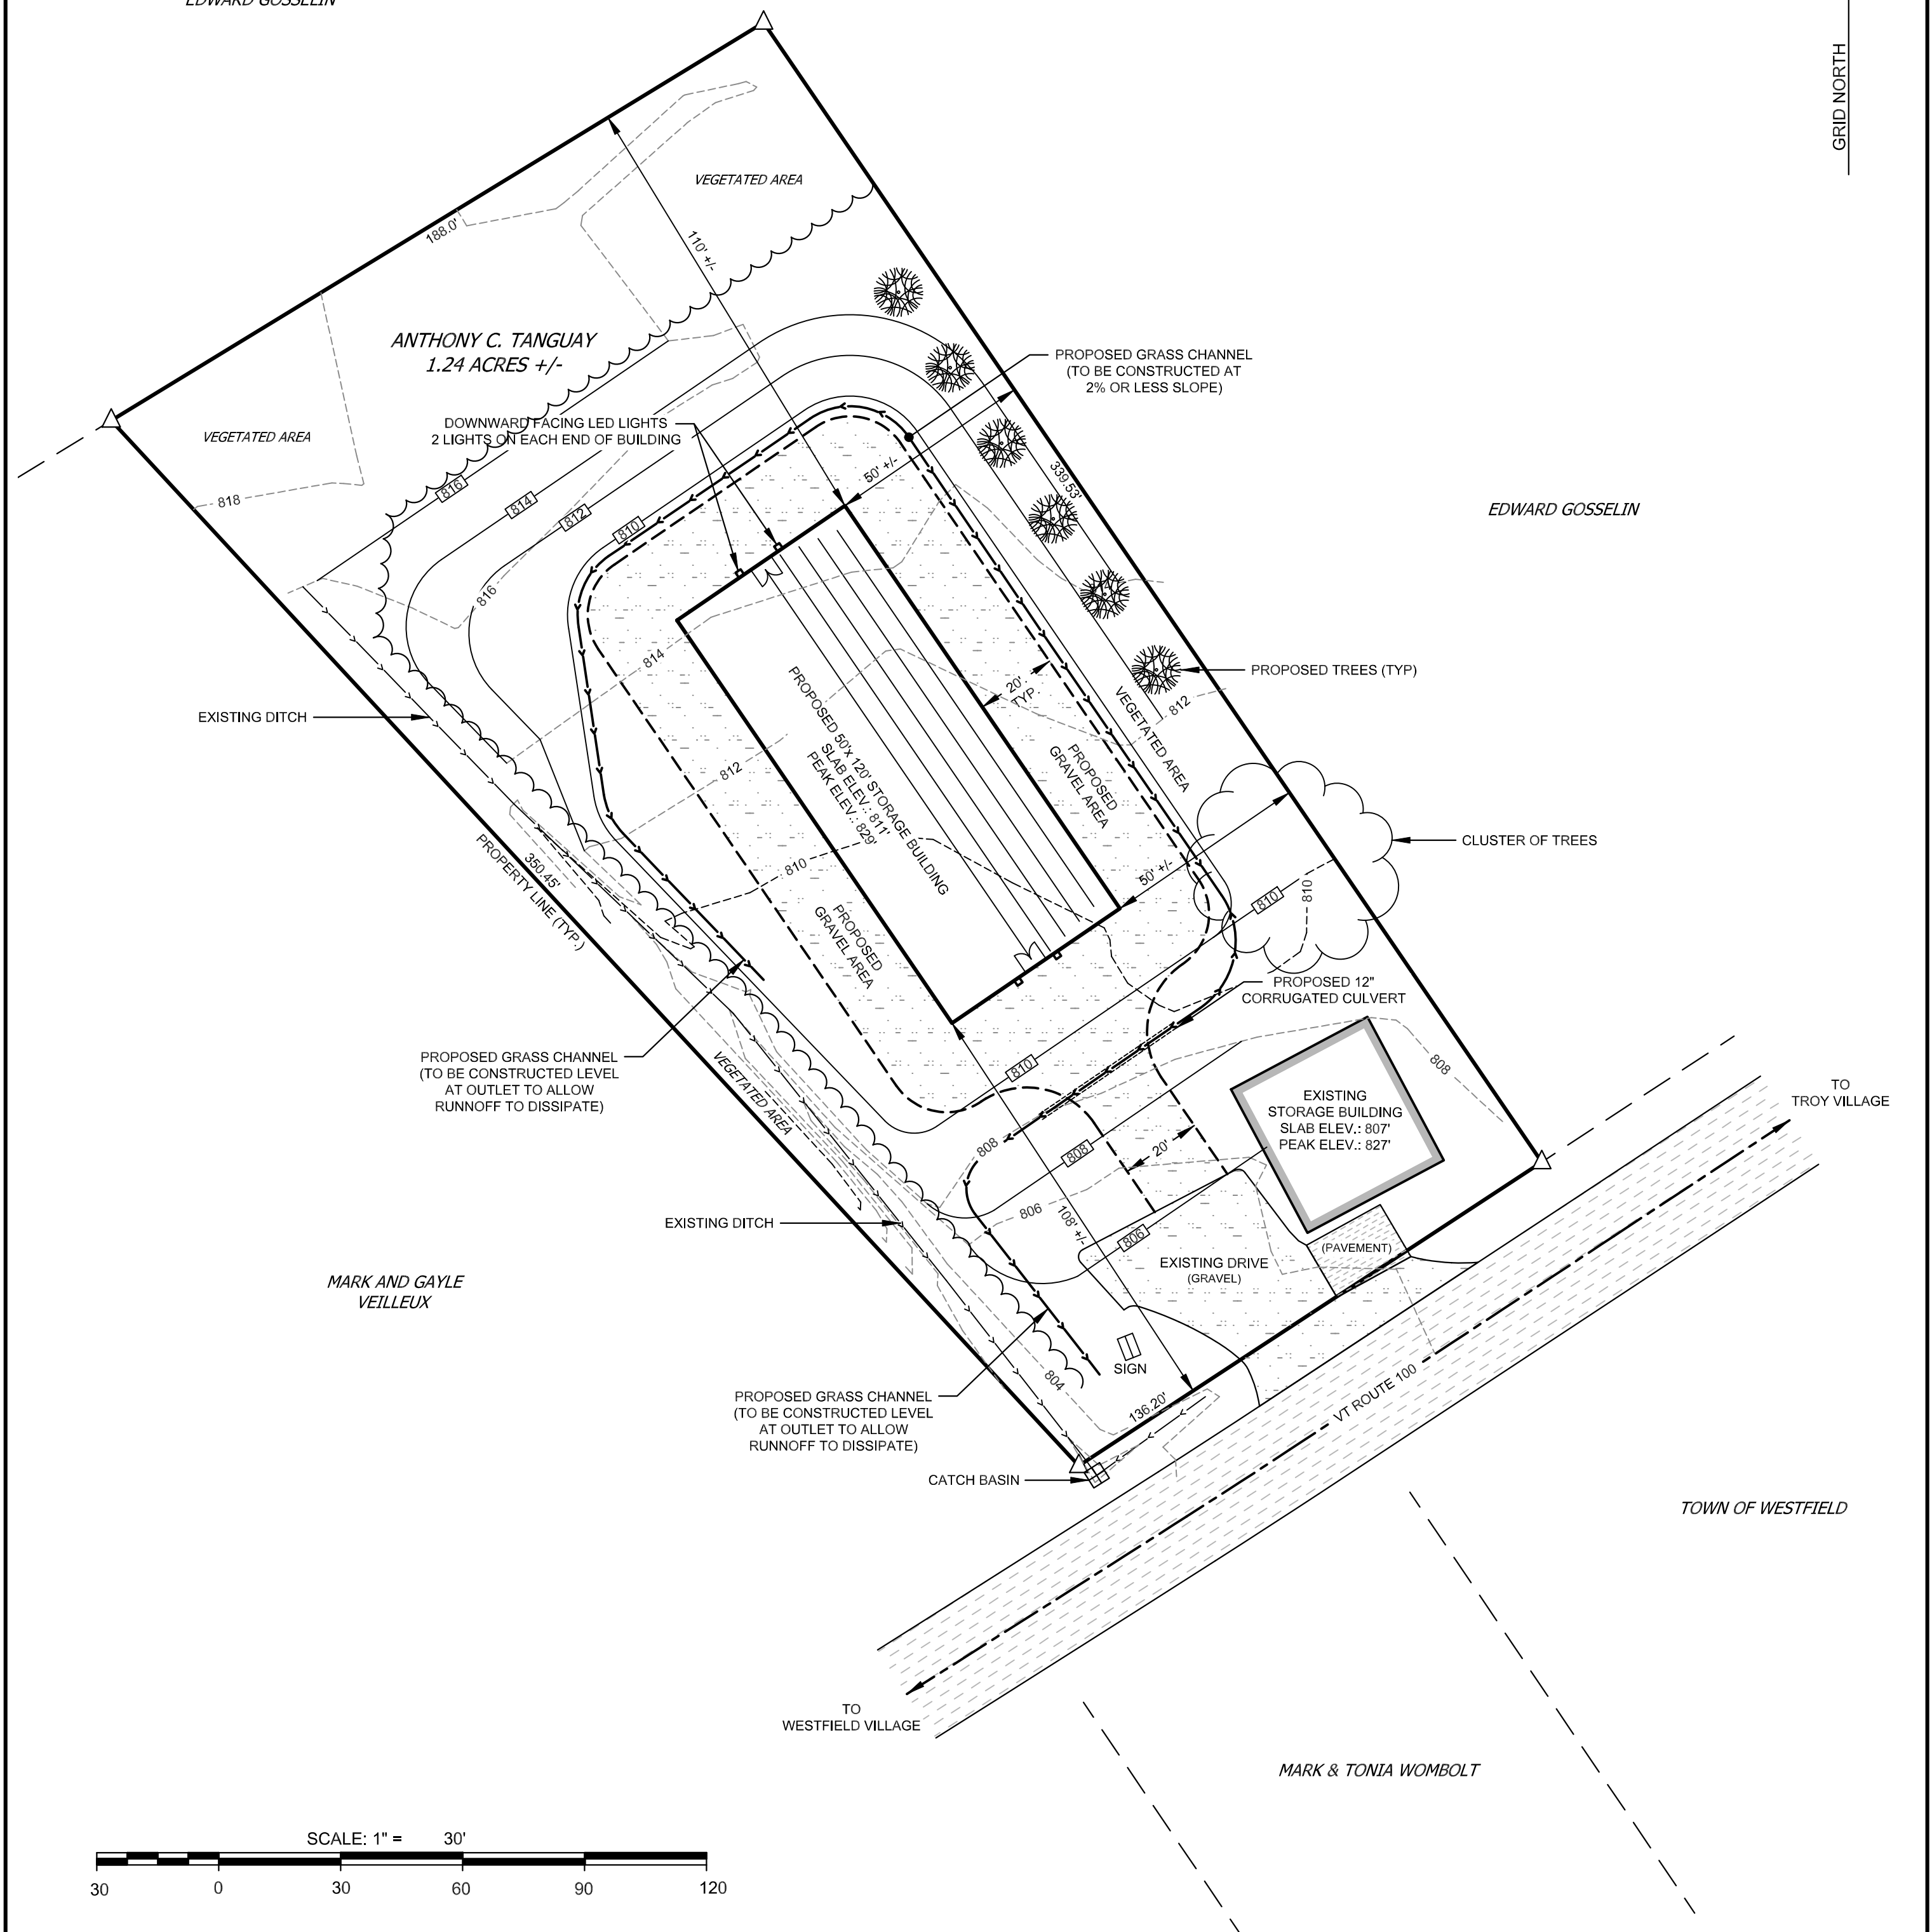 EDWARD GOSSELIN
GRID NORTH
VEGETATED AREA
188.0'
110' +/-
ANTHONY C. TANGUAY
1.24 ACRES +/-
PROPOSED GRASS CHANNEL
(TO BE CONSTRUCTED AT
2% OR LESS SLOPE)
DOWNWARD FACING LED LIGHTS
2 LIGHTS ON EACH END OF BUILDING
VEGETATED AREA
818
816
814
812
810
50' +/-
339.53'
EDWARD GOSSELIN
816
814
812
810
PROPOSED 50'x 120' STORAGE BUILDING
SLAB ELEV.: 811'
PEAK ELEV.: 829'
20'
TYP.
PROPOSED TREES (TYP)
812
VEGETATED AREA
PROPOSED
GRAVEL AREA
EXISTING DITCH
CLUSTER OF TREES
50' +/-
810
810
PROPERTY LINE (TYP.)
350.45'
PROPOSED
GRAVEL AREA
PROPOSED 12"
CORRUGATED CULVERT
PROPOSED GRASS CHANNEL
(TO BE CONSTRUCTED LEVEL
AT OUTLET TO ALLOW
RUNNOFF TO DISSIPATE)
VEGETATED AREA
810
808
EXISTING
STORAGE BUILDING
SLAB ELEV.: 807'
PEAK ELEV.: 827'
TO
TROY VILLAGE
808
808
20'
EXISTING DITCH
806
108' +/-
806
EXISTING DRIVE
(GRAVEL)
(PAVEMENT)
MARK AND GAYLE
VEILLEUX
SIGN
804
136.20'
VT ROUTE 100
PROPOSED GRASS CHANNEL
(TO BE CONSTRUCTED LEVEL
AT OUTLET TO ALLOW
RUNNOFF TO DISSIPATE)
CATCH BASIN
TOWN OF WESTFIELD
TO
WESTFIELD VILLAGE
MARK & TONIA WOMBOLT
SCALE: 1" = 30'
30 0 30 60 90 120